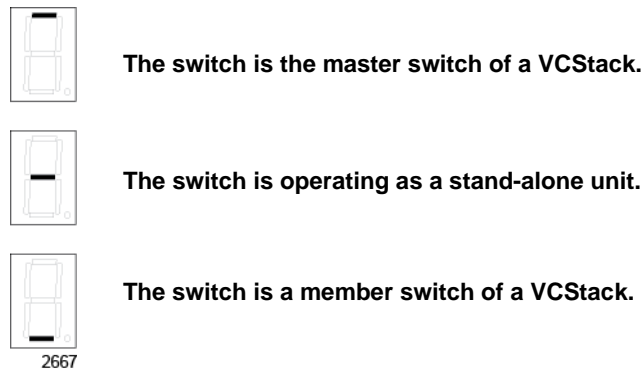 The switch is the master switch of a VCStack.
The switch is operating as a stand-alone unit.
The switch is a member switch of a VCStack.
2667